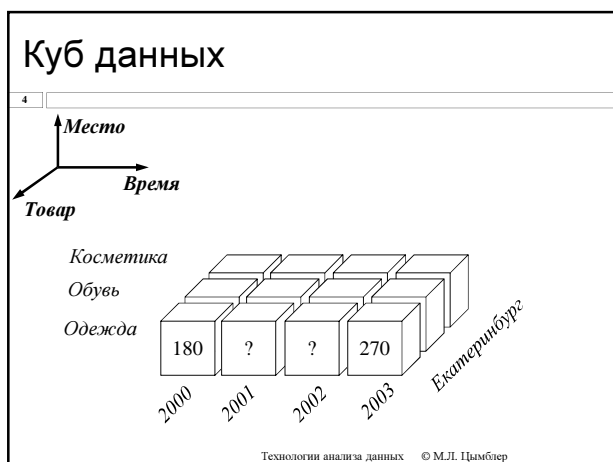 Куб данных
4
Место
Время
Товар
Косметика
Обувь
Одежда
180 ? ? 270
2000 2001 2002 2003
Екатеринбург
Технологии анализа данных © М.Л. Цымблер